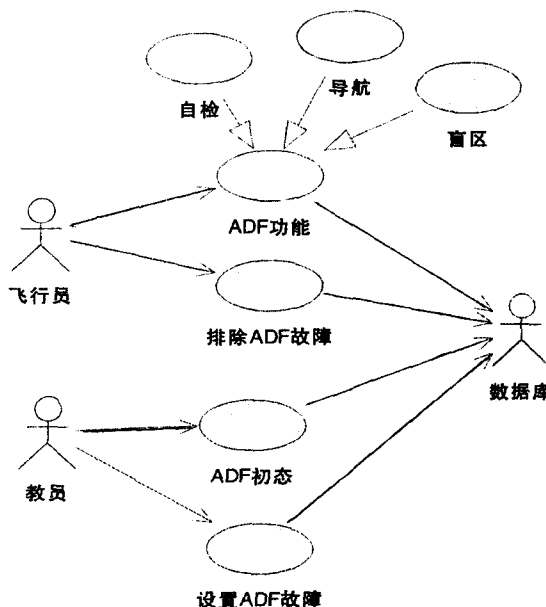 导航
自检
盲区
ADF功能
飞行员
排除ADF故障
数据库
ADF初态
教员
设置ADF故障